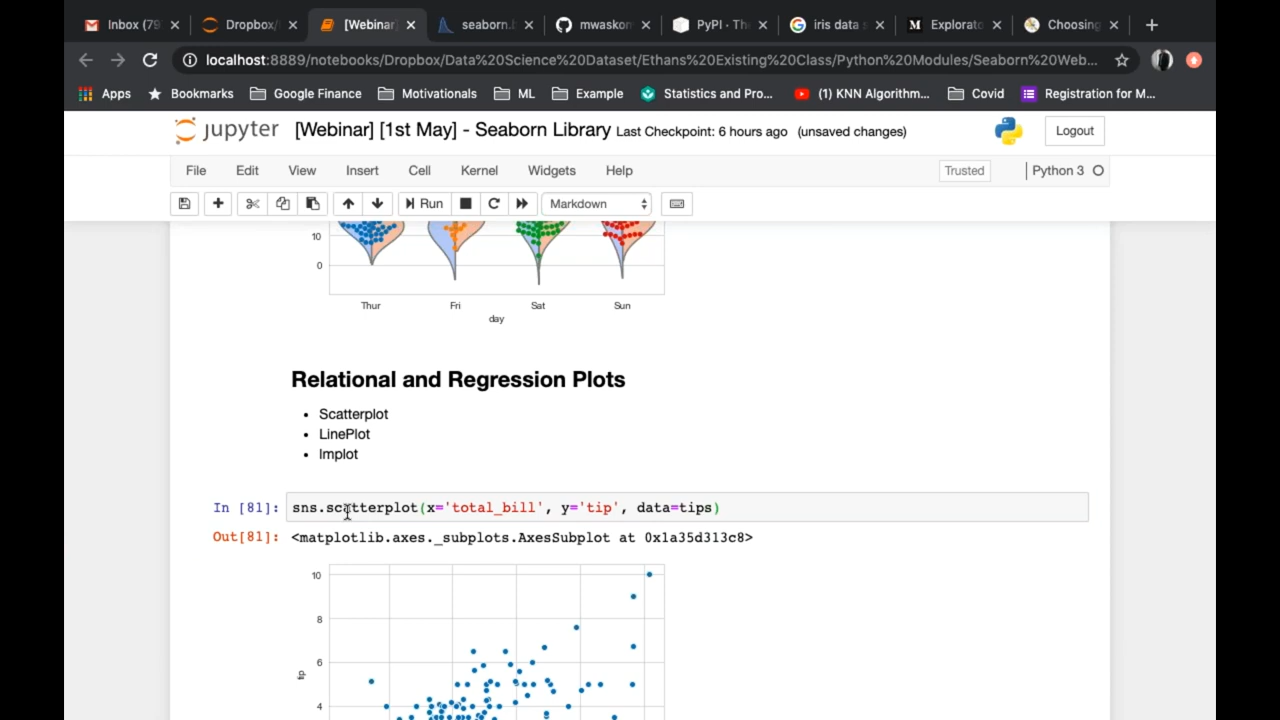 Inbox (79
Dropbox/
[Webinar]
seaborn.
mwaskom
PyPI · The
iris data s
Explorato
Choosing
localhost:8889/notebooks/Dropbox/Data%20Science%20Dataset/Ethans%20Existing%20Class/Python%20Modules/Seaborn%20Web...
Apps
Bookmarks
Google Finance
Motivationals
ML
Example
Statistics and Pro...
(1) KNN Algorithm...
Covid
Registration for M...
jupyter
[Webinar] [1st May] - Seaborn Library Last Checkpoint: 6 hours ago (unsaved changes)
Logout
File Edit View Insert Cell Kernel Widgets Help
Trusted
Python 3
Run
Markdown
10
0
Thur Fri Sat Sun
day
Relational and Regression Plots
• Scatterplot
• LinePlot
• lmplot
In [81]: sns.scatterplot(x='total_bill', y='tip', data=tips)
Out[81]: <matplotlib.axes._subplots.AxesSubplot at 0x1a35d313c8>
10
8
6
tip
4